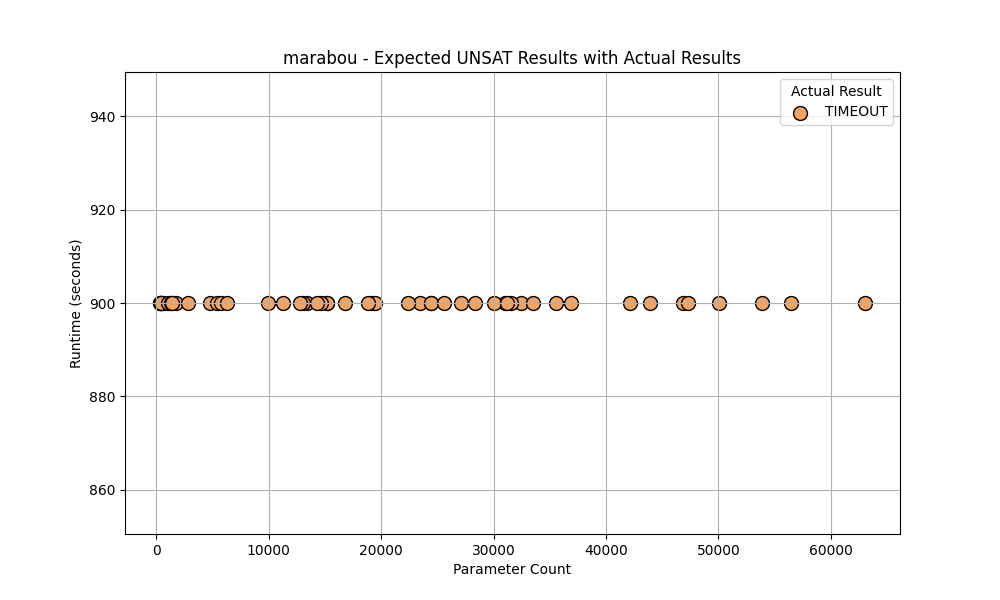 marabou - Expected UNSAT Results with Actual Results
Actual Result
TIMEOUT
940
920
900
880
860
Runtime (seconds)
0
10000
20000
30000
40000
50000
60000
Parameter Count